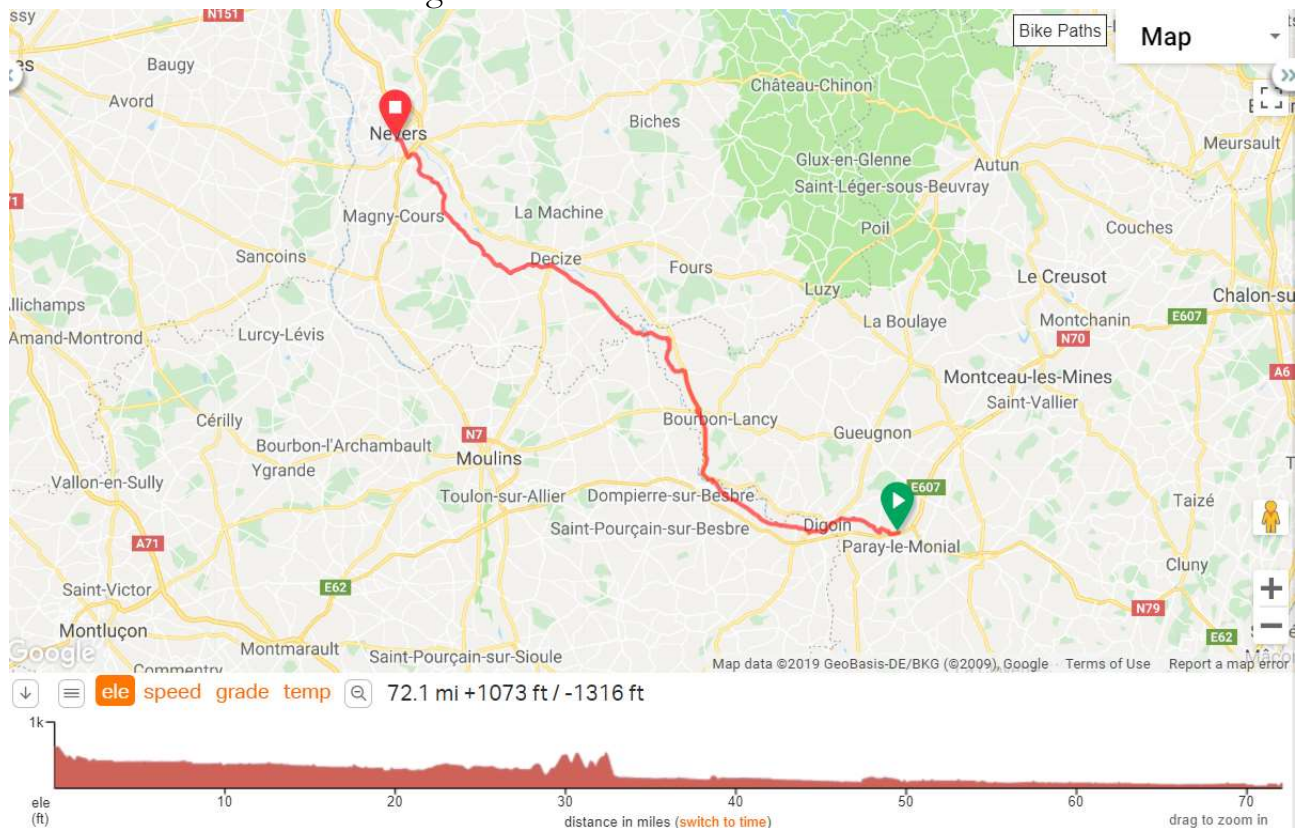 N151
Bike Paths
Map
Baugy
Château-Chinon
Avord
Biches
Nevers
Meursault
Glux-en-Glenne
Autun
Saint-Léger-sous-Beuvray
Magny-Cours
La Machine
Poil
Couches
Sancoins
Decize
Fours
Le Creusot
Luzy
Allichamps
Chalon-su
Lurcy-Lévis
La Boulaye
Montchanin
E607
Amand-Montrond
N70
A6
Montceau-les-Mines
Saint-Vallier
Cérilly
Bourbon-Lancy
Gueugnon
N7
Bourbon-l'Archambault
Moulins
Ygrande
Vallon-en-Sully
Toulon-sur-Allier
Dompierre-sur-Besbre
E607
Taizé
Saint-Pourçain-sur-Besbre
Digoin
A71
Paray-le-Monial
Cluny
E62
Saint-Victor
N79
Montluçon
E62
Google
Montmarault
Saint-Pourçain-sur-Sioule
Commentry
Map data ©2019 GeoBasis-DE/BKG (©2009), Google
Terms of Use
Report a map error
ele speed grade temp 72.1 mi +1073 ft / -1316 ft
1k
ele
(ft)
10 20 30 40 50 60 70
distance in miles (switch to time)
drag to zoom in